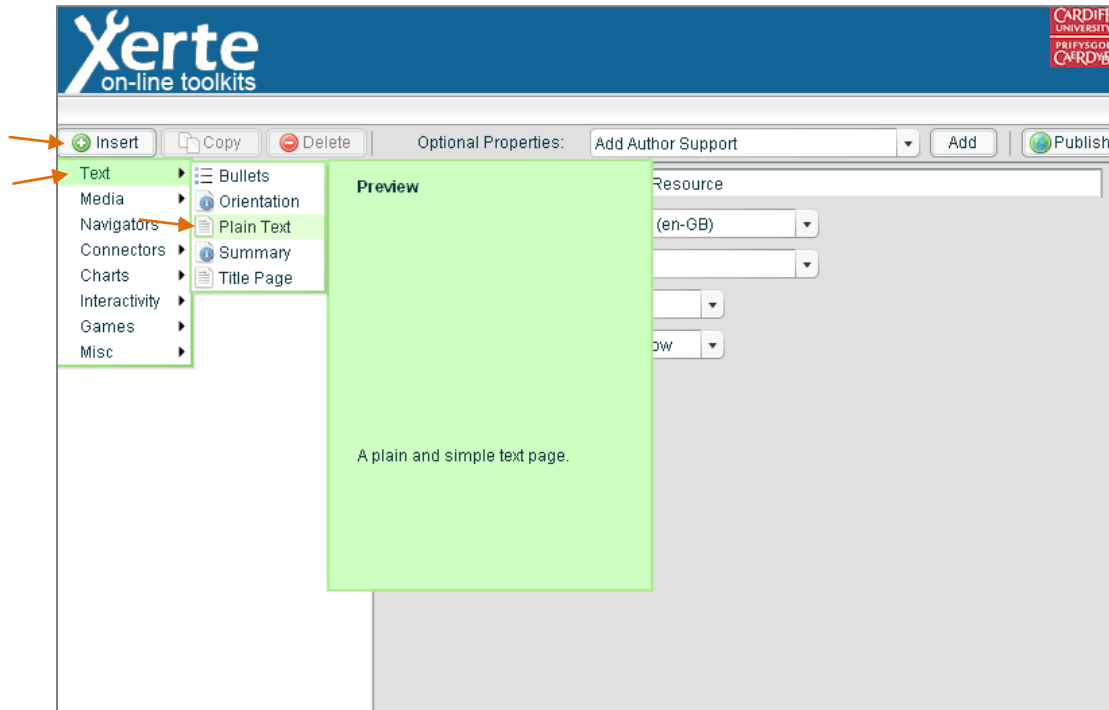 Xerte
on-line toolkits
CARDIFF
UNIVERSITY
PRIFYSGOL
CAERDYB
Insert Copy Delete Optional Properties: Add Author Support Add Publish
Text
Media
Navigators
Connectors
Charts
Interactivity
Games
Misc
Bullets
Orientation
Plain Text
Summary
Title Page
Preview
A plain and simple text page.
Resource
(en-GB)
ow